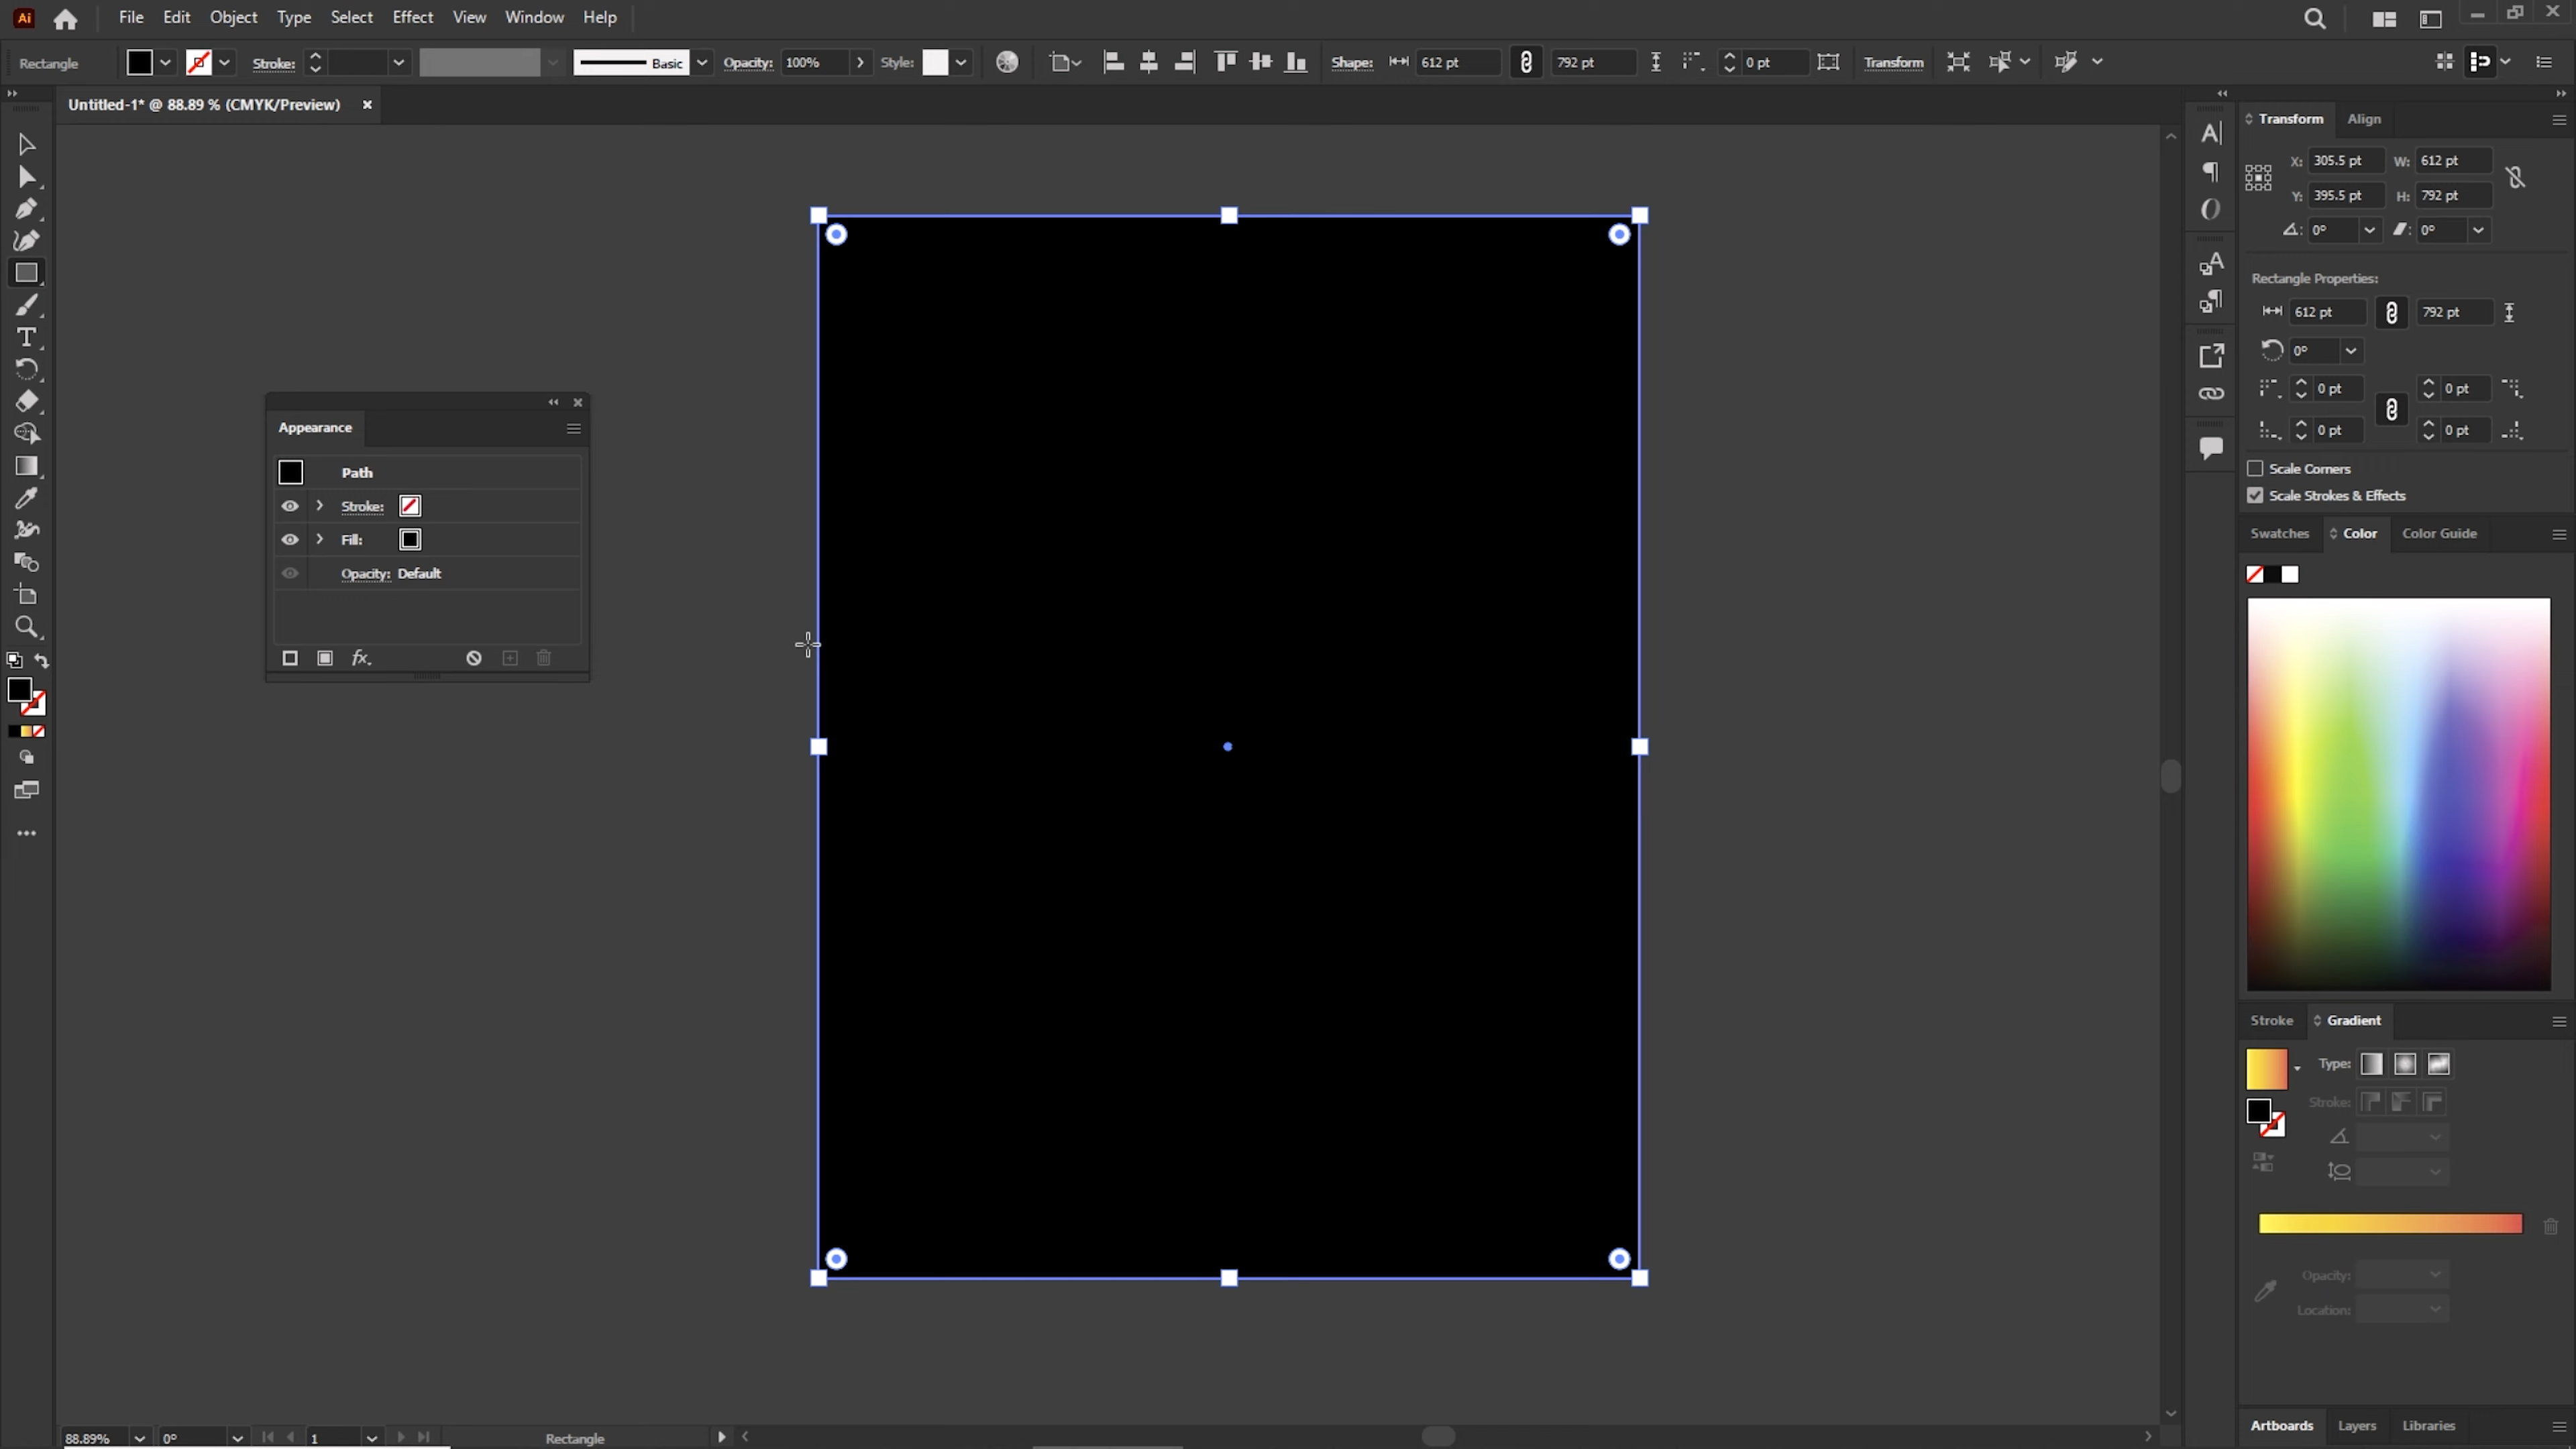 Ai File Edit Object Type Select Effect View Window Help
Rectangle Stroke: Basic Opacity: 100% Style: Shape: 612 pt 792 pt 0 pt Transform
Untitled-1* @ 88.89 % (CMYK/Preview)
Transform Align
X: 305.5 pt W: 612 pt
Y: 395.5 pt H: 792 pt
0° 0°
Rectangle Properties:
612 pt 792 pt
0°
0 pt 0 pt
0 pt 0 pt
Scale Corners
Scale Strokes & Effects
Appearance
Path
Stroke:
Fill:
Opacity: Default
fx
Swatches Color Color Guide
Stroke Gradient
Type:
Stroke:
Opacity:
Location:
Artboards Layers Libraries
88.89% 0° 1 Rectangle